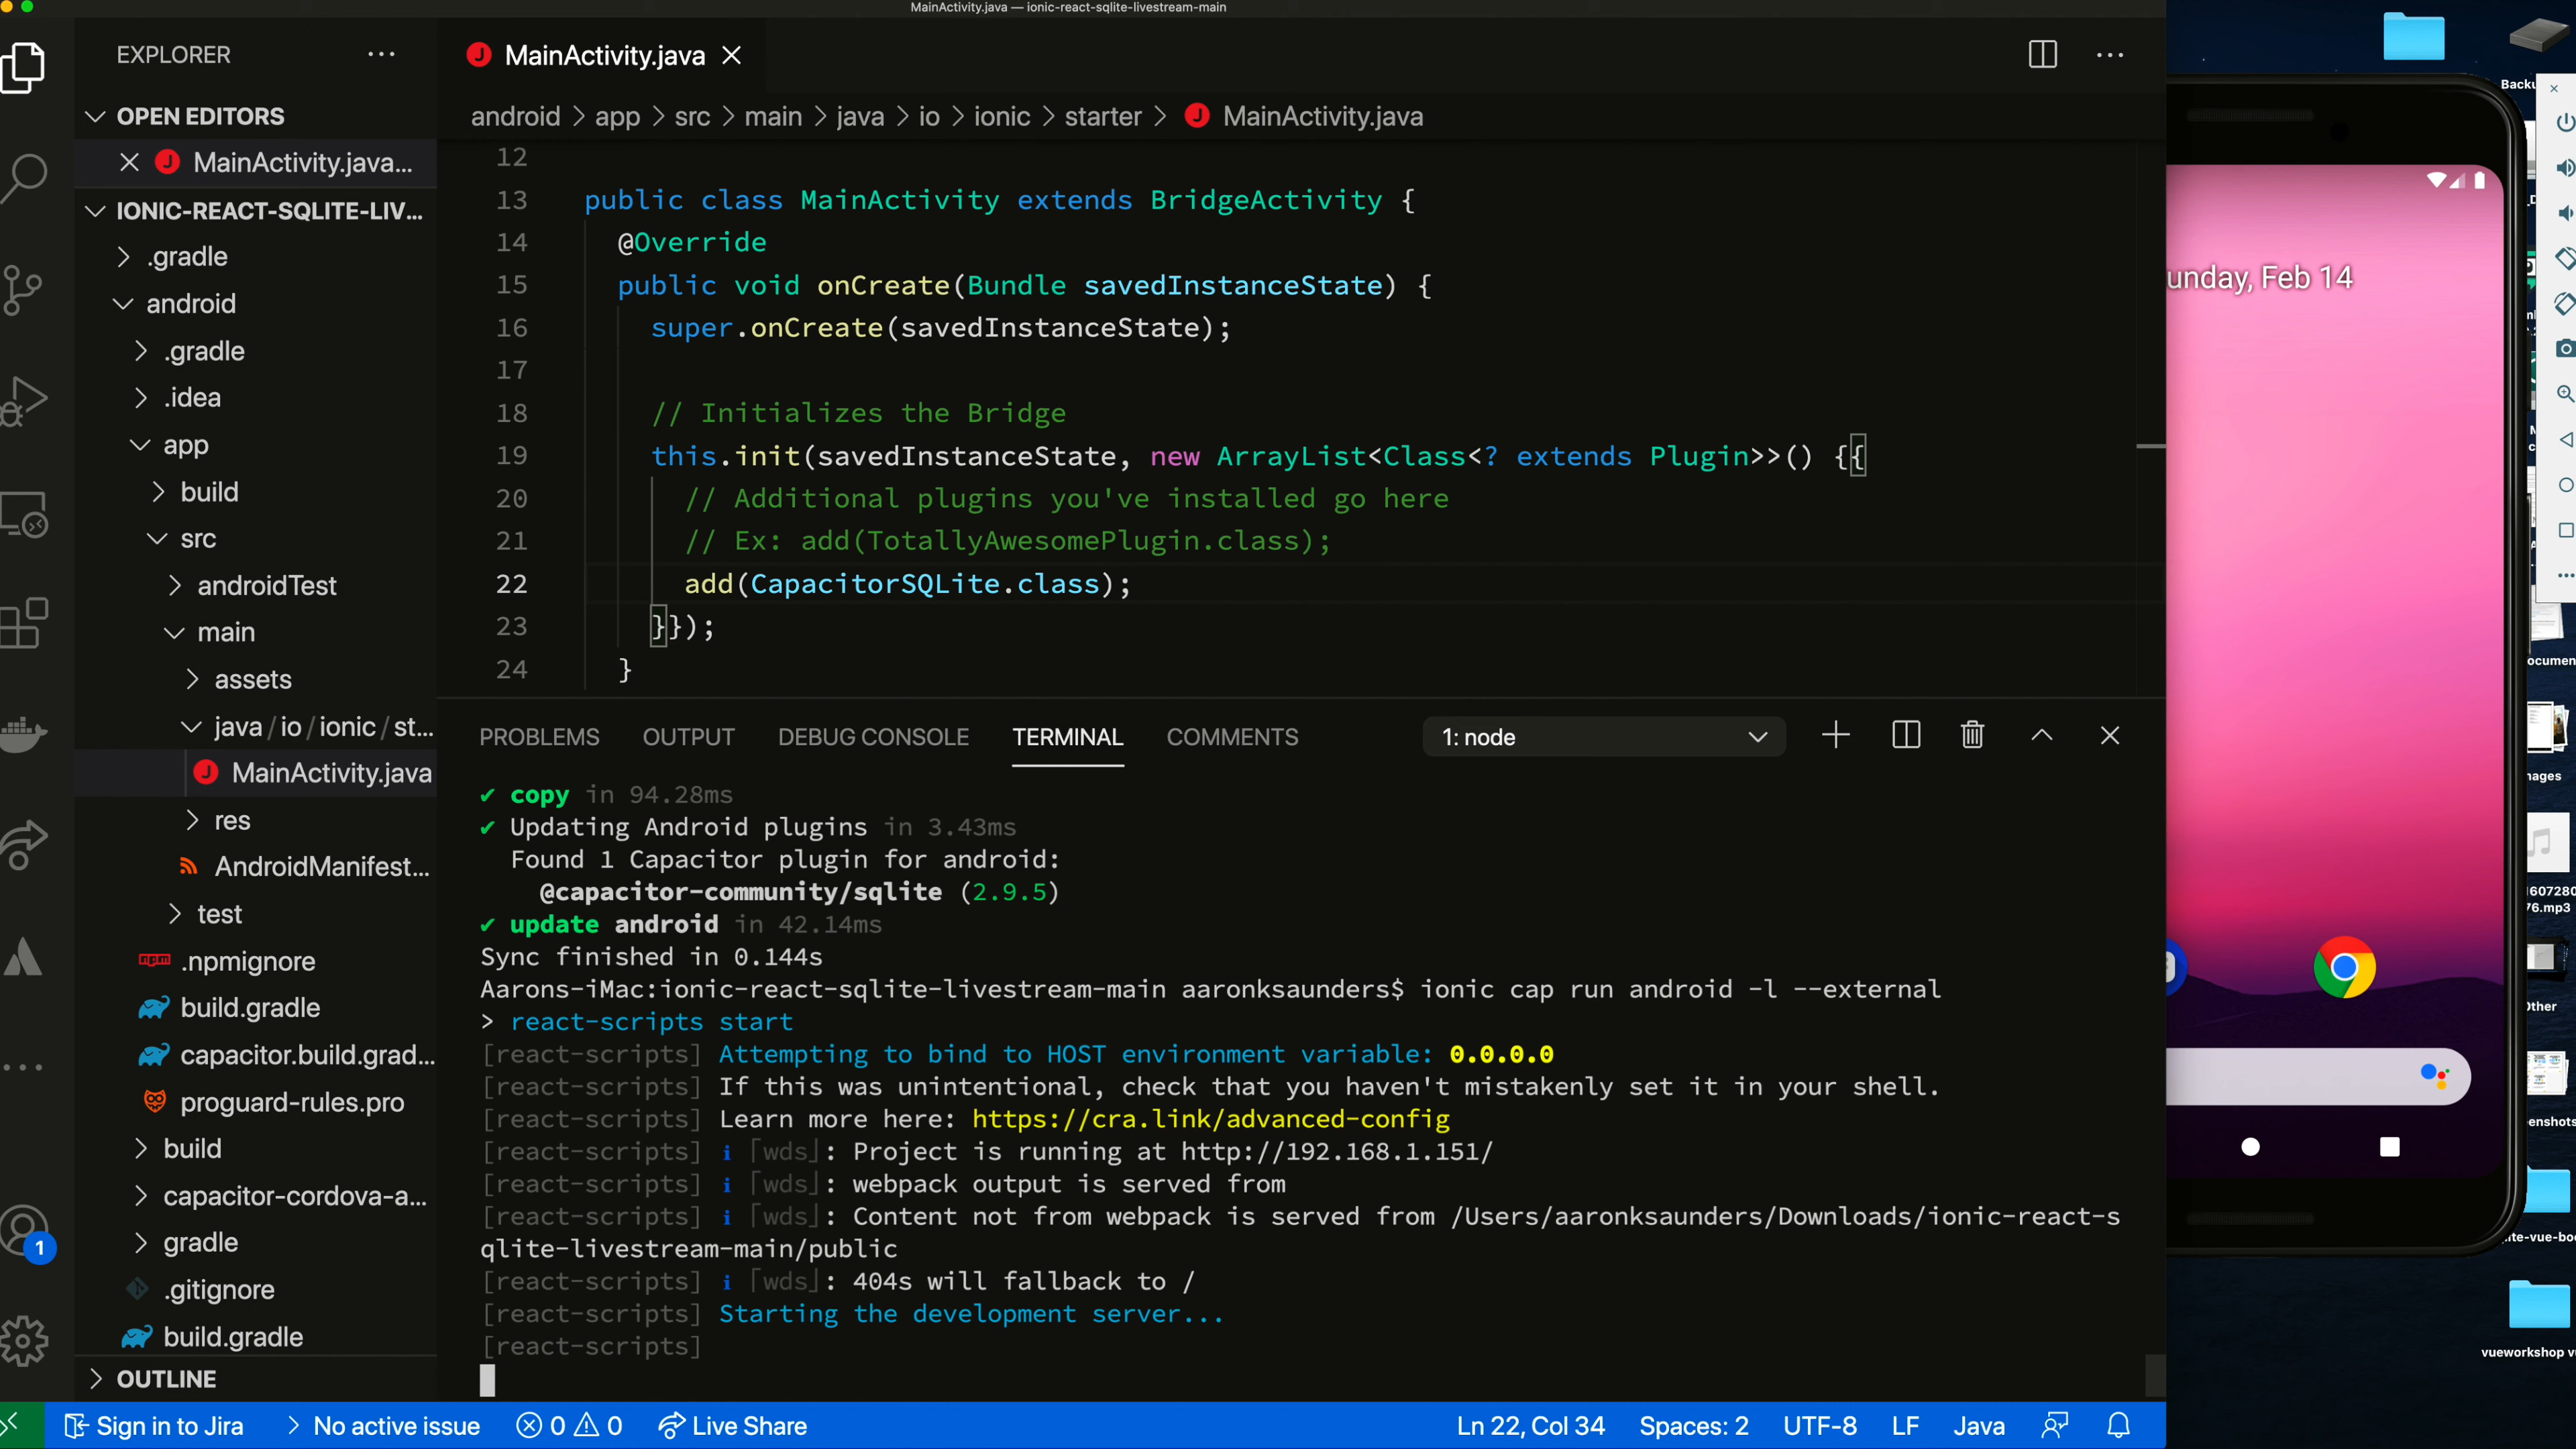 MainActivity.java — ionic-react-sqlite-livestream-main
EXPLORER
OPEN EDITORS
MainActivity.java...
IONIC-REACT-SQLITE-LIV...
.gradle
android
.gradle
.idea
app
build
src
androidTest
main
assets
java / io / ionic / st...
MainActivity.java
res
AndroidManifest...
test
.npmignore
build.gradle
capacitor.build.grad...
proguard-rules.pro
build
capacitor-cordova-a...
gradle
.gitignore
build.gradle
OUTLINE
1
MainActivity.java
android > app > src > main > java > io > ionic > starter > MainActivity.java
12
13 public class MainActivity extends BridgeActivity {
14 @Override
15 public void onCreate(Bundle savedInstanceState) {
16 super.onCreate(savedInstanceState);
17
18 // Initializes the Bridge
19 this.init(savedInstanceState, new ArrayList<Class<? extends Plugin>>() {{
20 // Additional plugins you've installed go here
21 // Ex: add(TotallyAwesomePlugin.class);
22 add(CapacitorSQLite.class);
23 }});
24 }
PROBLEMS OUTPUT DEBUG CONSOLE TERMINAL COMMENTS 1: node
✔ copy in 94.28ms
✔ Updating Android plugins in 3.43ms
Found 1 Capacitor plugin for android:
@capacitor-community/sqlite (2.9.5)
✔ update android in 42.14ms
Sync finished in 0.144s
Aarons-iMac:ionic-react-sqlite-livestream-main aaronksaunders$ ionic cap run android -l --external
> react-scripts start
[react-scripts] Attempting to bind to HOST environment variable: 0.0.0.0
[react-scripts] If this was unintentional, check that you haven't mistakenly set it in your shell.
[react-scripts] Learn more here: https://cra.link/advanced-config
[react-scripts] ℹ ｢wds｣: Project is running at http://192.168.1.151/
[react-scripts] ℹ ｢wds｣: webpack output is served from
[react-scripts] ℹ ｢wds｣: Content not from webpack is served from /Users/aaronksaunders/Downloads/ionic-react-s
qlite-livestream-main/public
[react-scripts] ℹ ｢wds｣: 404s will fallback to /
[react-scripts] Starting the development server...
[react-scripts]
Sign in to Jira No active issue 0 0 Live Share Ln 22, Col 34 Spaces: 2 UTF-8 LF Java
unday, Feb 14
Backu
ocumen
nages
1607280
76.mp3
Other
enshots
ite-vue-boo
vueworkshop vu